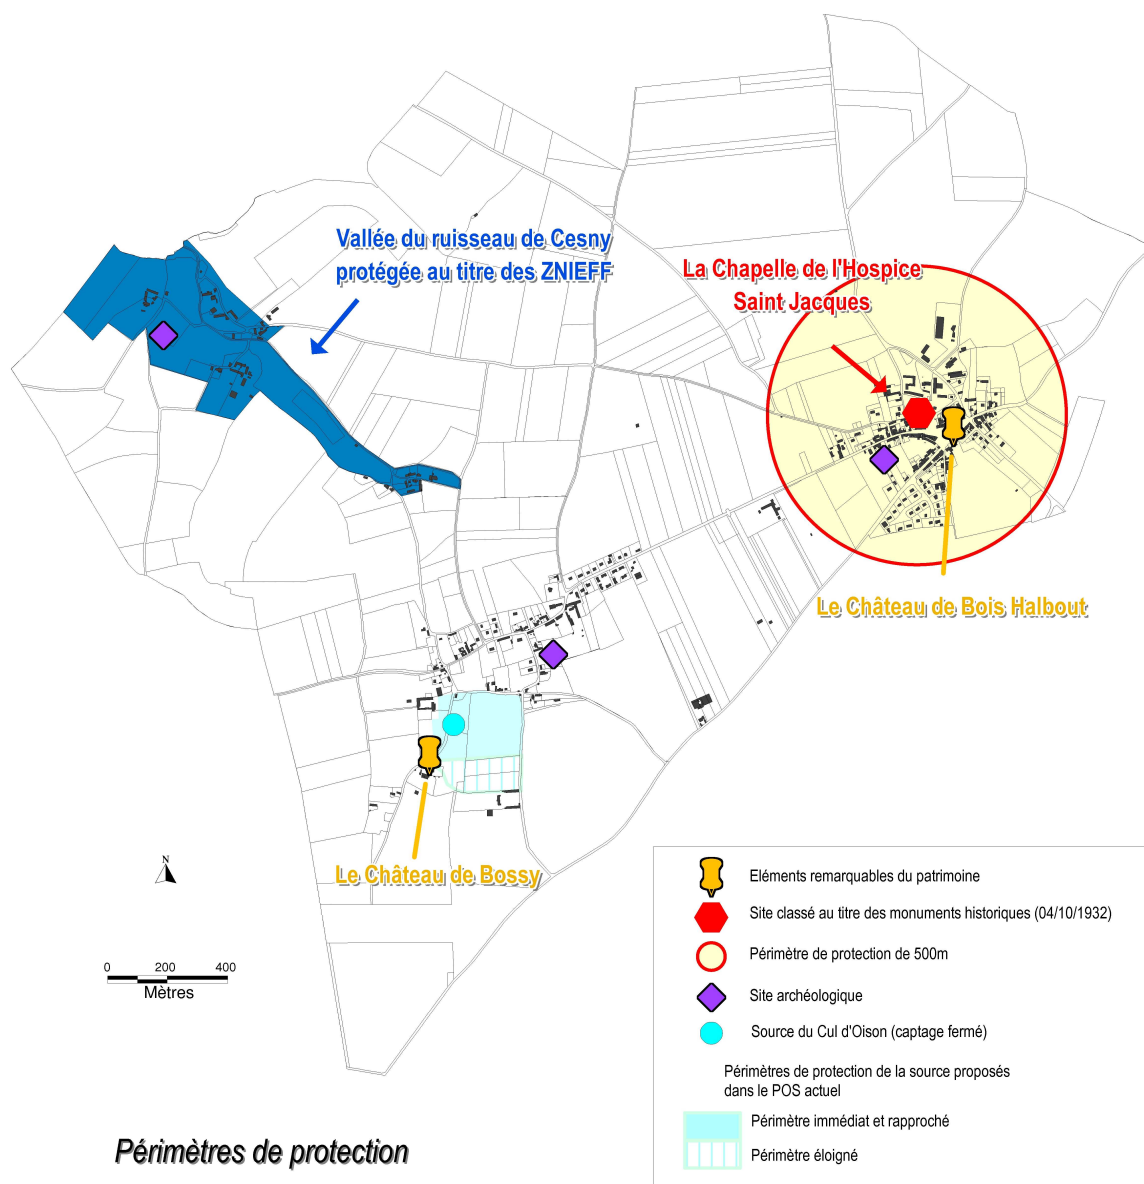 Vallée du ruisseau de Cesny
protégée au titre des ZNIEFF
La Chapelle de l'Hospice
Saint Jacques
Le Château de Bois Halbout
Le Château de Bossy
N
0 200 400
Mètres
Eléments remarquables du patrimoine
Site classé au titre des monuments historiques (04/10/1932)
Périmètre de protection de 500m
Site archéologique
Source du Cul d'Oison (captage fermé)
Périmètres de protection de la source proposés
dans le POS actuel
Périmètre immédiat et rapproché
Périmètre éloigné
Périmètres de protection